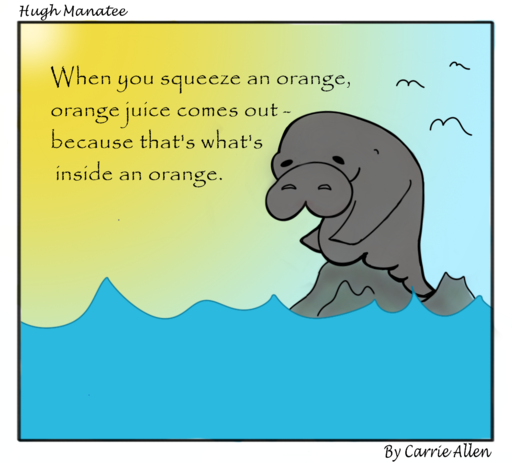 Hugh Manatee
When you squeeze an orange,
orange juice comes out -
because that's what's
inside an orange.
By Carrie Allen